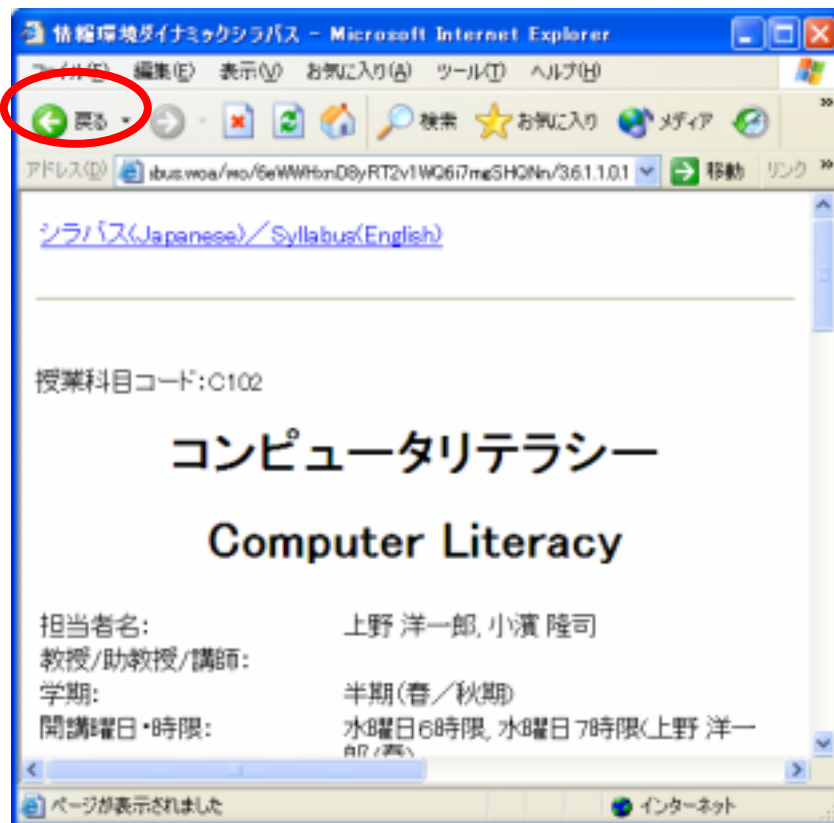 情報環境ダイナミックシラバス - Microsoft Internet Explorer
ファイル(F) 編集(E) 表示(V) お気に入り(A) ツール(T) ヘルプ(H)
戻る 検索 お気に入り メディア
アドレス(D) 移動 リンク
シラバス(Japanese)／Syllabus(English)
授業科目コード:C102
コンピュータリテラシー
Computer Literacy
担当者名: 上野 洋一郎, 小濱 隆司
教授/助教授/講師:
学期: 半期(春／秋期)
開講曜日・時限: 水曜日6時限, 水曜日7時限(上野 洋一
郎(春)
ページが表示されました インターネット